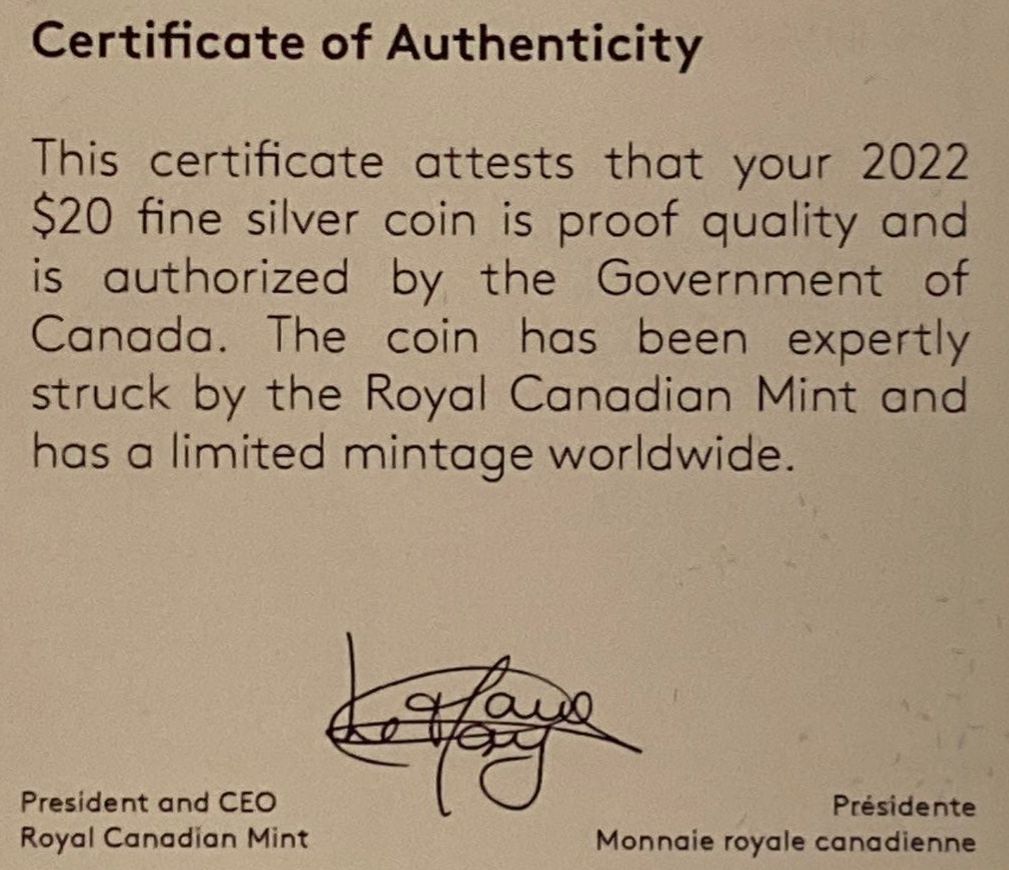 Certificate of Authenticity
This certificate attests that your 2022
$20 fine silver coin is proof quality and
is authorized by the Government of
Canada. The coin has been expertly
struck by the Royal Canadian Mint and
has a limited mintage worldwide.
President and CEO
Royal Canadian Mint
Présidente
Monnaie royale canadienne